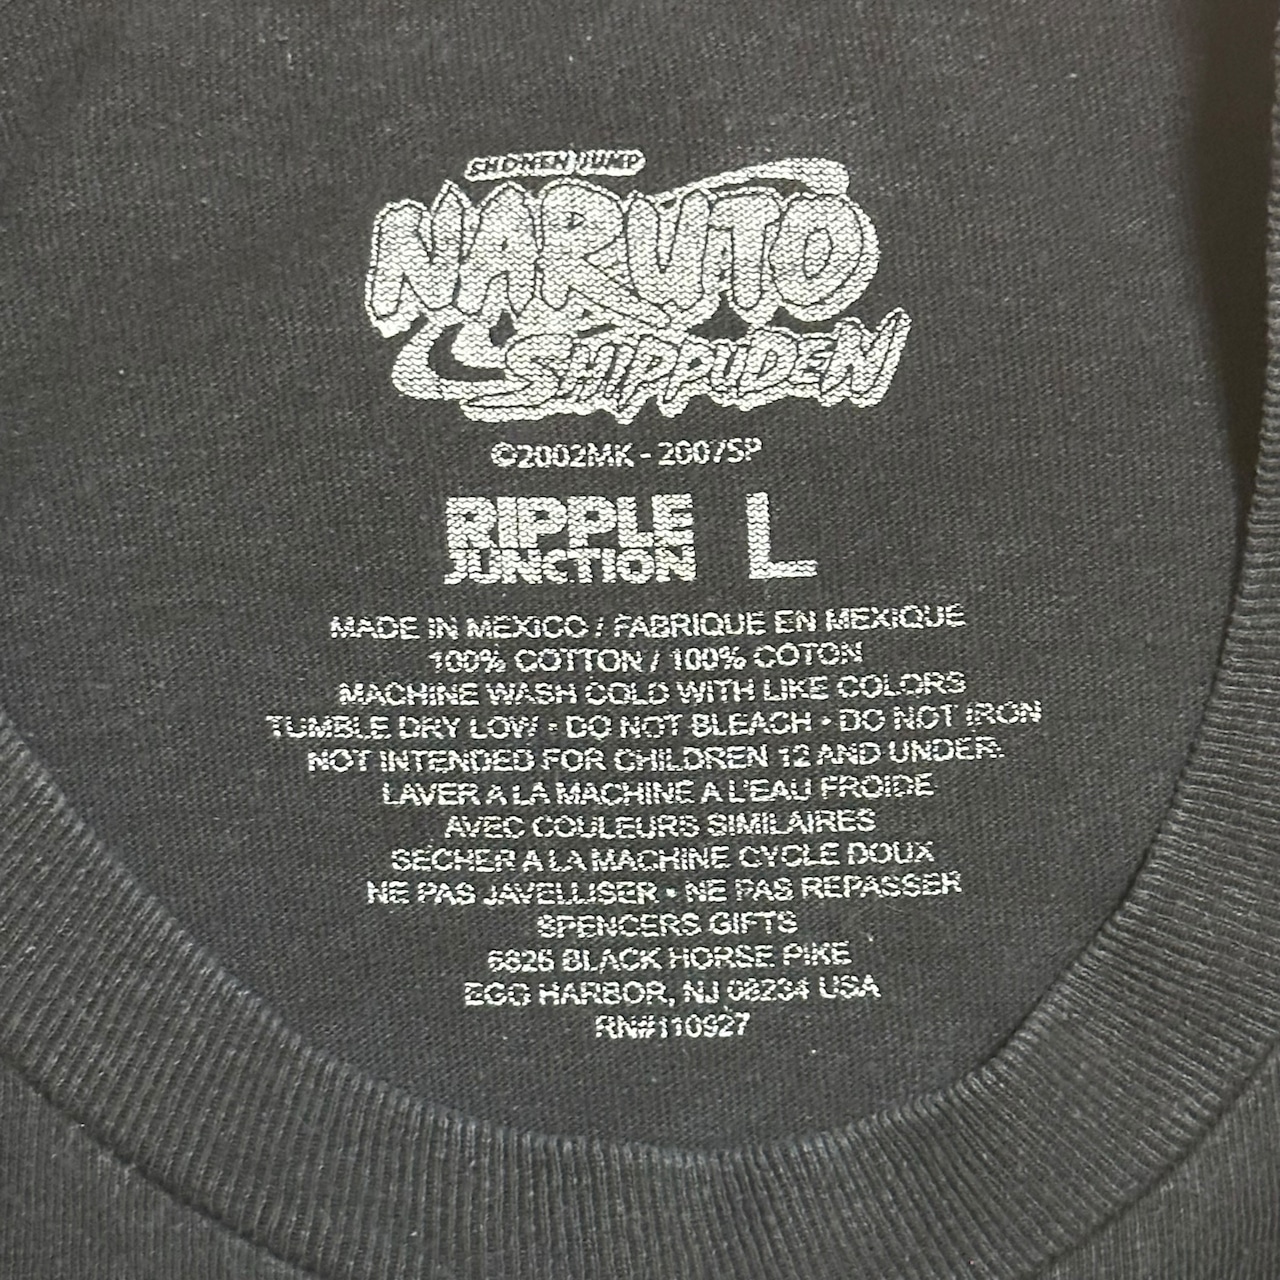 SHONEN JUMP
NARUTO
SHIPPUDEN
©2002MK - 2007SP
RIPPLE
JUNCTION L
MADE IN MEXICO / FABRIQUE EN MEXIQUE
100% COTTON / 100% COTON
MACHINE WASH COLD WITH LIKE COLORS
TUMBLE DRY LOW • DO NOT BLEACH • DO NOT IRON
NOT INTENDED FOR CHILDREN 12 AND UNDER.
LAVER A LA MACHINE A L'EAU FROIDE
AVEC COULEURS SIMILAIRES
SECHER A LA MACHINE CYCLE DOUX
NE PAS JAVELLISER • NE PAS REPASSER
SPENCERS GIFTS
6826 BLACK HORSE PIKE
EGG HARBOR, NJ 08234 USA
RN#110927